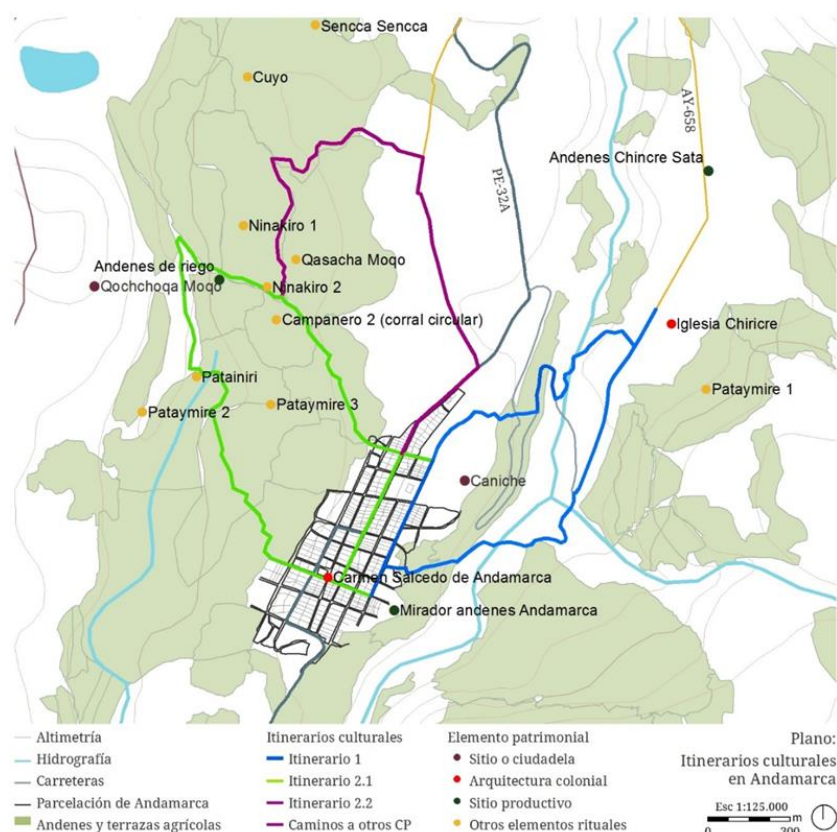 Sencca Sencca
Cuyo
AY-658
Andenes Chincre Sata
PE-32A
Ninakiro 1
Qasacha Moqo
Andenes de riego
Qochchoqa Moqo
Ninakiro 2
Campanero 2 (corral circular)
Iglesia Chiricre
Patainiri
Pataymire 1
Pataymire 2
Pataymire 3
Caniche
Carmen Salcedo de Andamarca
Mirador andenes Andamarca
Altimetría
Hidrografía
Carreteras
Parcelación de Andamarca
Andenes y terrazas agrícolas
Itinerarios culturales
Itinerario 1
Itinerario 2.1
Itinerario 2.2
Caminos a otros CP
Elemento patrimonial
Sitio o ciudadela
Arquitectura colonial
Sitio productivo
Otros elementos rituales
Plano:
Itinerarios culturales
en Andamarca
Esc 1:125.000
m
0 300